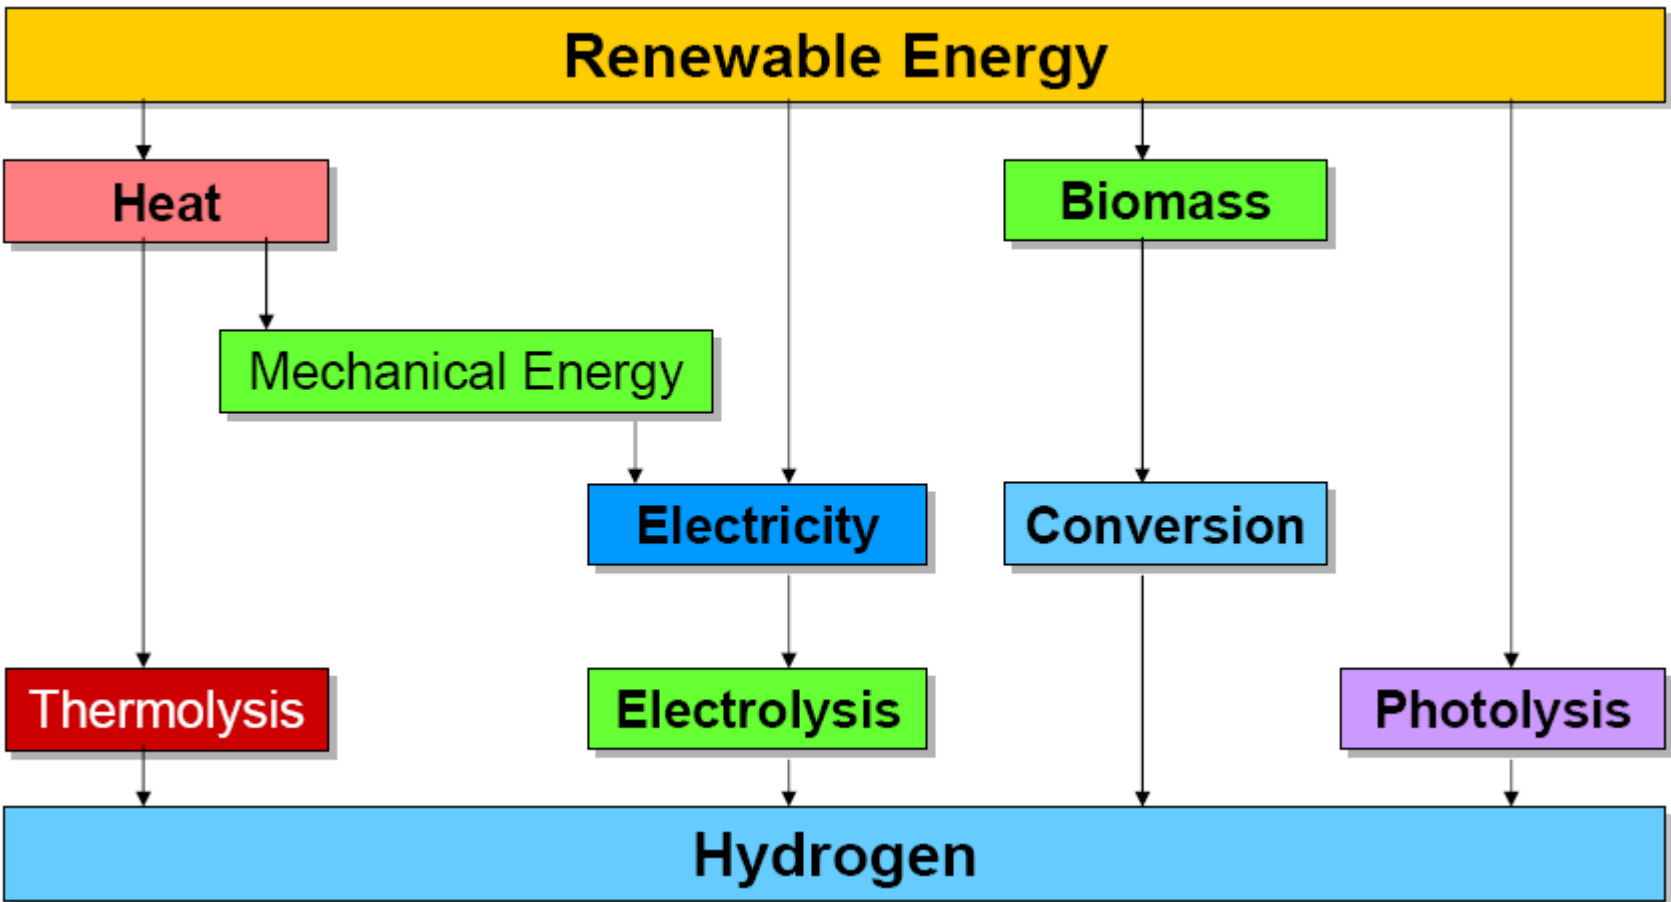 Renewable Energy
Heat
Biomass
Mechanical Energy
Electricity
Conversion
Thermolysis
Electrolysis
Photolysis
Hydrogen